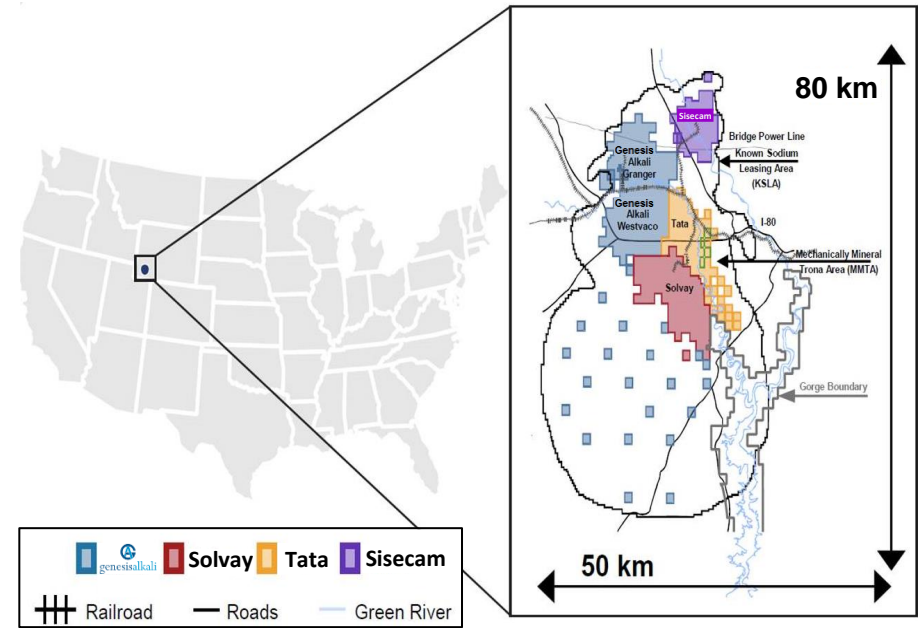 80 km
Sisecam
Bridge Power Line
Known Sodium
Leasing Area
(KSLA)
Genesis
Alkali
Granger
Genesis
Alkali
Westvaco
Tata
I-80
Mechanically Mineral
Trona Area (MMTA)
Solvay
Gorge Boundary
50 km
genesisalkali
Solvay
Tata
Sisecam
Railroad
Roads
Green River